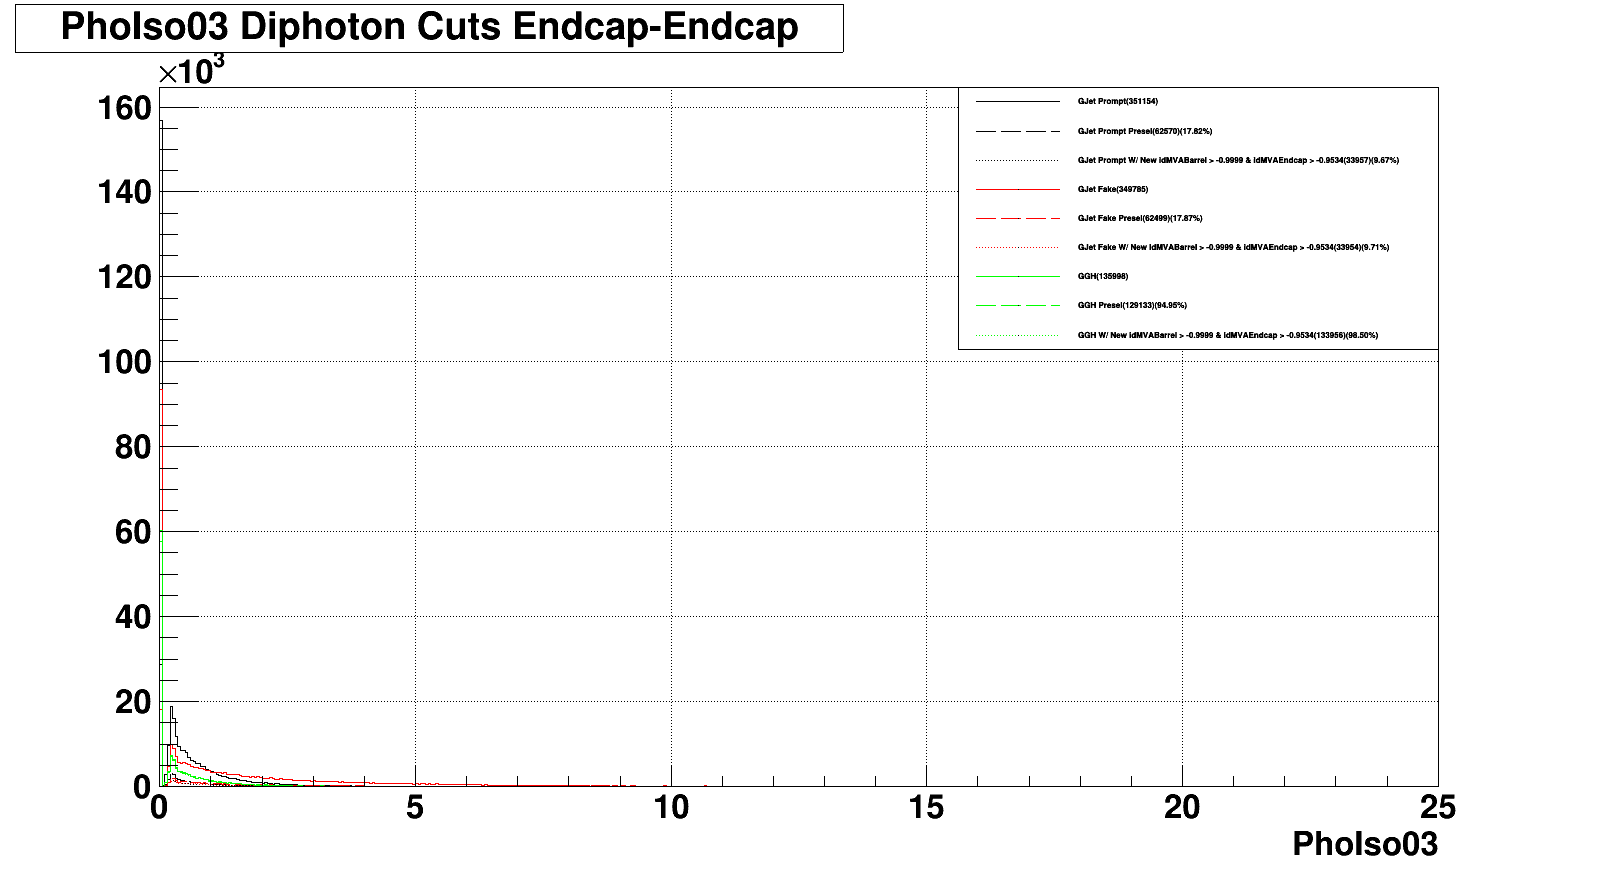 PhoIso03 Diphoton Cuts Endcap-Endcap
×10³
160
140
120
100
80
60
40
20
0
0 5 10 15 20 25
PhoIso03
GJet Prompt(351154)
GJet Prompt Presel(62570)(17.82%)
GJet Prompt W/ New idMVABarrel > -0.9999 & idMVAEndcap > -0.9534(33957)(9.67%)
GJet Fake(349785)
GJet Fake Presel(62499)(17.87%)
GJet Fake W/ New idMVABarrel > -0.9999 & idMVAEndcap > -0.9534(33954)(9.71%)
GGH(135998)
GGH Presel(129133)(94.95%)
GGH W/ New idMVABarrel > -0.9999 & idMVAEndcap > -0.9534(133956)(98.50%)